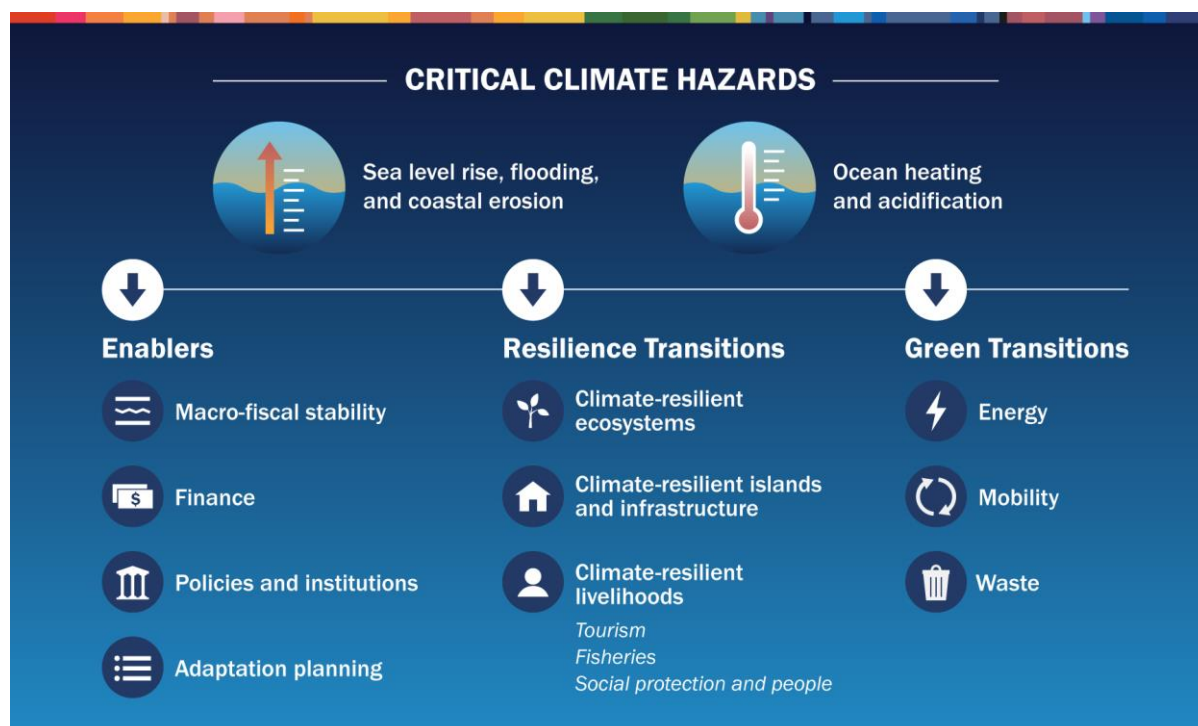 CRITICAL CLIMATE HAZARDS
Sea level rise, flooding,
and coastal erosion
Ocean heating
and acidification
Enablers
Macro-fiscal stability
$
Finance
Policies and institutions
Adaptation planning
Resilience Transitions
Climate-resilient
ecosystems
Climate-resilient islands
and infrastructure
Climate-resilient
livelihoods
Tourism
Fisheries
Social protection and people
Green Transitions
Energy
Mobility
Waste